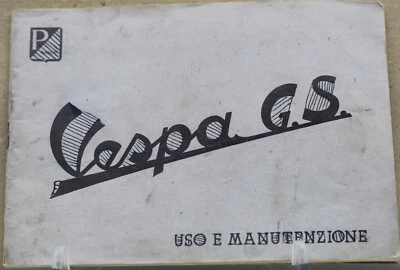 P
Vespa G.S.
USO E MANUTENZIONE